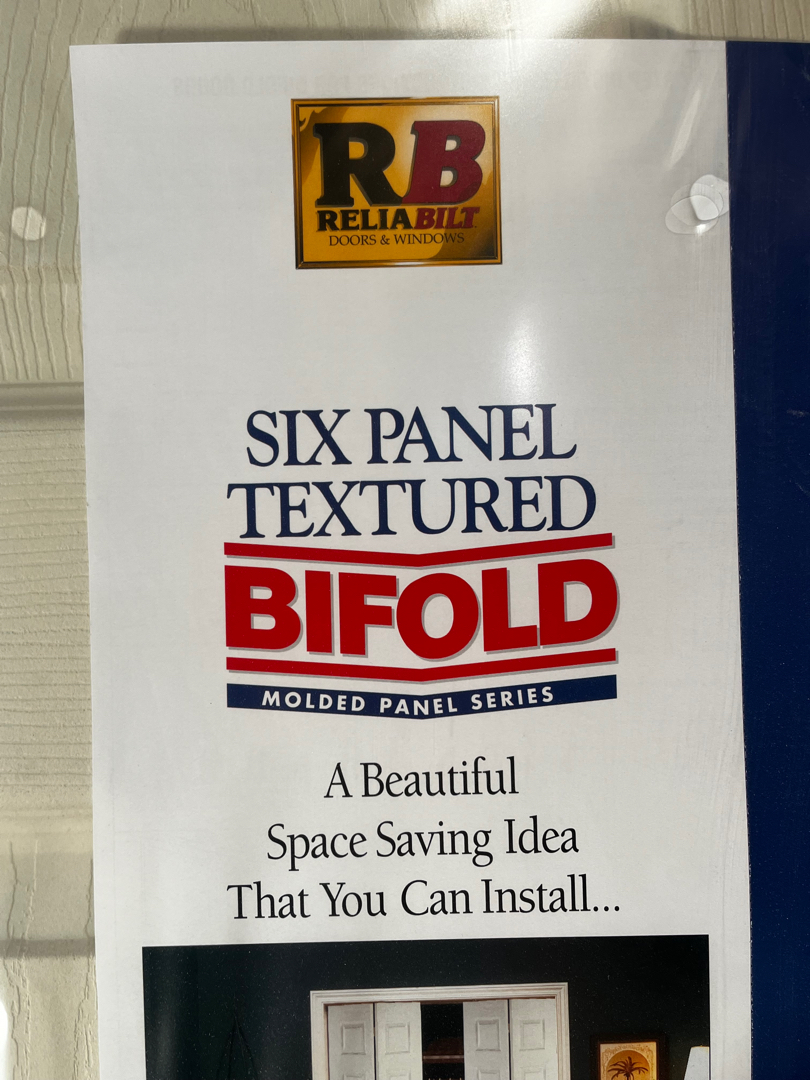 RB
RELIABILT
DOORS & WINDOWS
SIX PANEL
TEXTURED
BIFOLD
MOLDED PANEL SERIES
A Beautiful
Space Saving Idea
That You Can Install...